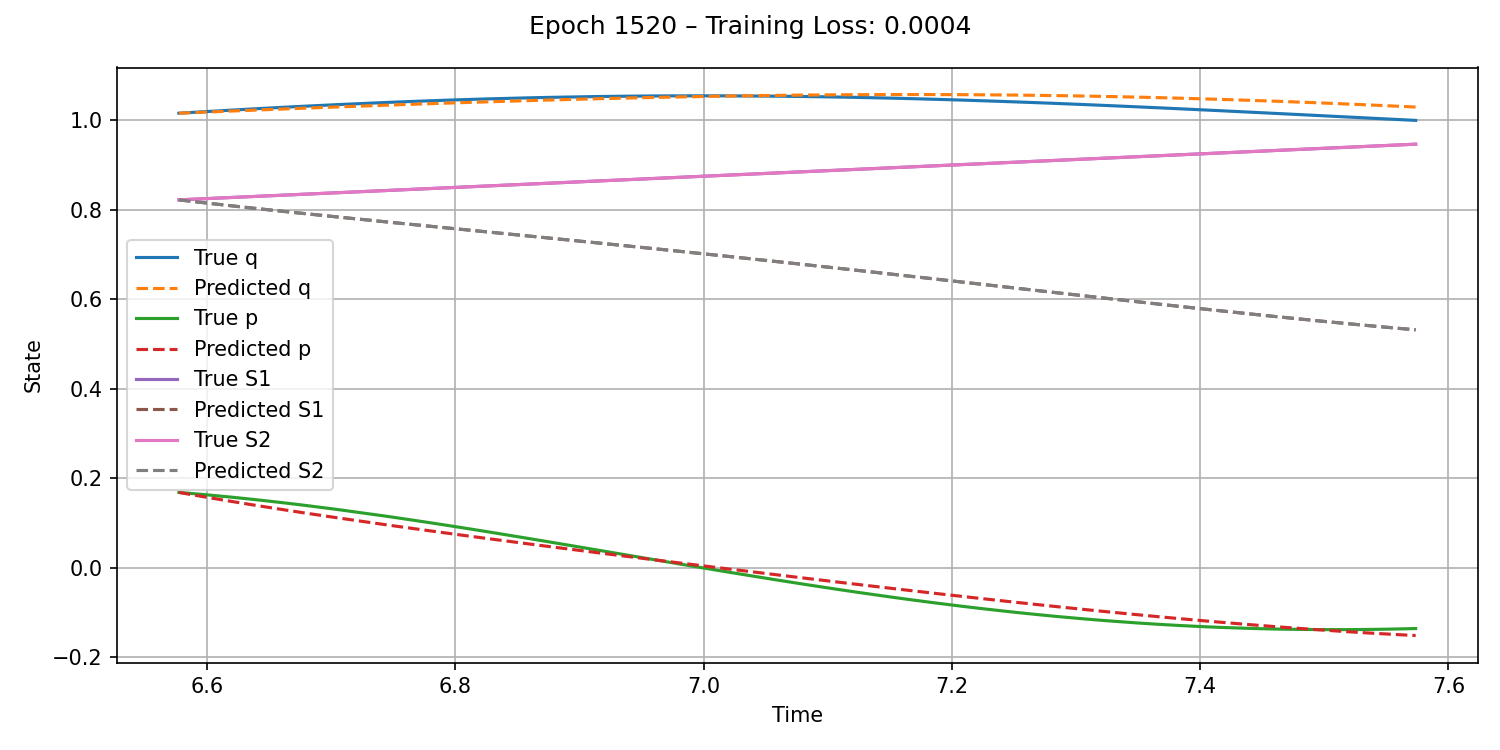 Epoch 1520 – Training Loss: 0.0004
1.0
0.8
0.6
0.4
0.2
0.0
−0.2
State
True q
Predicted q
True p
Predicted p
True S1
Predicted S1
True S2
Predicted S2
6.6 6.8 7.0 7.2 7.4 7.6
Time